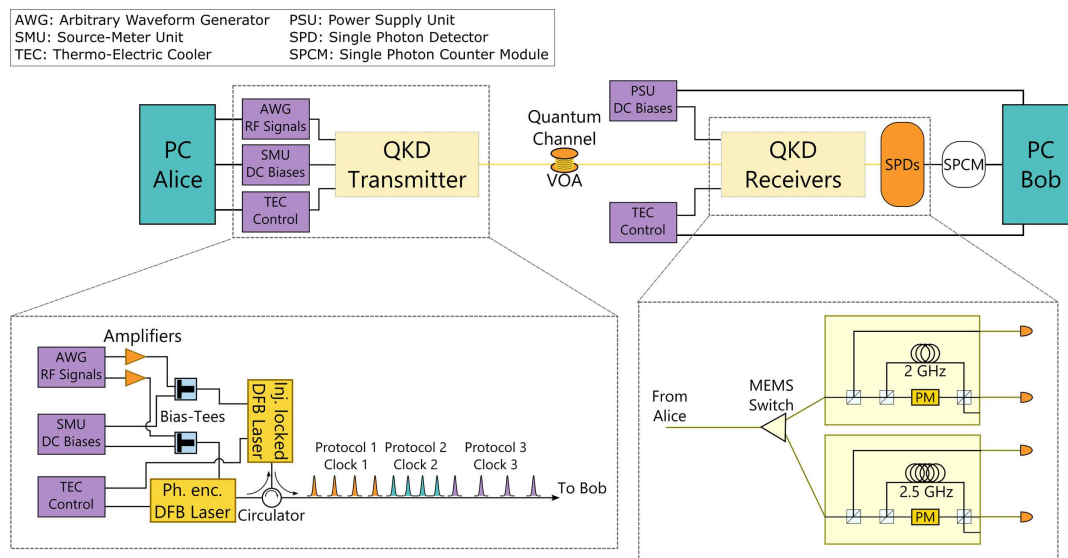 AWG: Arbitrary Waveform Generator
PSU: Power Supply Unit
SMU: Source-Meter Unit
SPD: Single Photon Detector
TEC: Thermo-Electric Cooler
SPCM: Single Photon Counter Module
PC
Alice
AWG
RF Signals
SMU
DC Biases
TEC
Control
QKD
Transmitter
Quantum
Channel
VOA
PSU
DC Biases
TEC
Control
QKD
Receivers
SPDs
SPCM
PC
Bob
Amplifiers
AWG
RF Signals
Bias-Tees
SMU
DC Biases
TEC
Control
Inj. locked
DFB Laser
Ph. enc.
DFB Laser
Circulator
Protocol 1
Clock 1
Protocol 2
Clock 2
Protocol 3
Clock 3
To Bob
From
Alice
MEMS
Switch
2 GHz
PM
2.5 GHz
PM